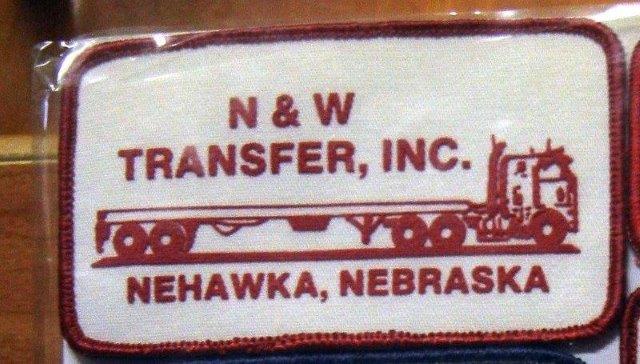 N & W
TRANSFER, INC.
NEHAWKA, NEBRASKA